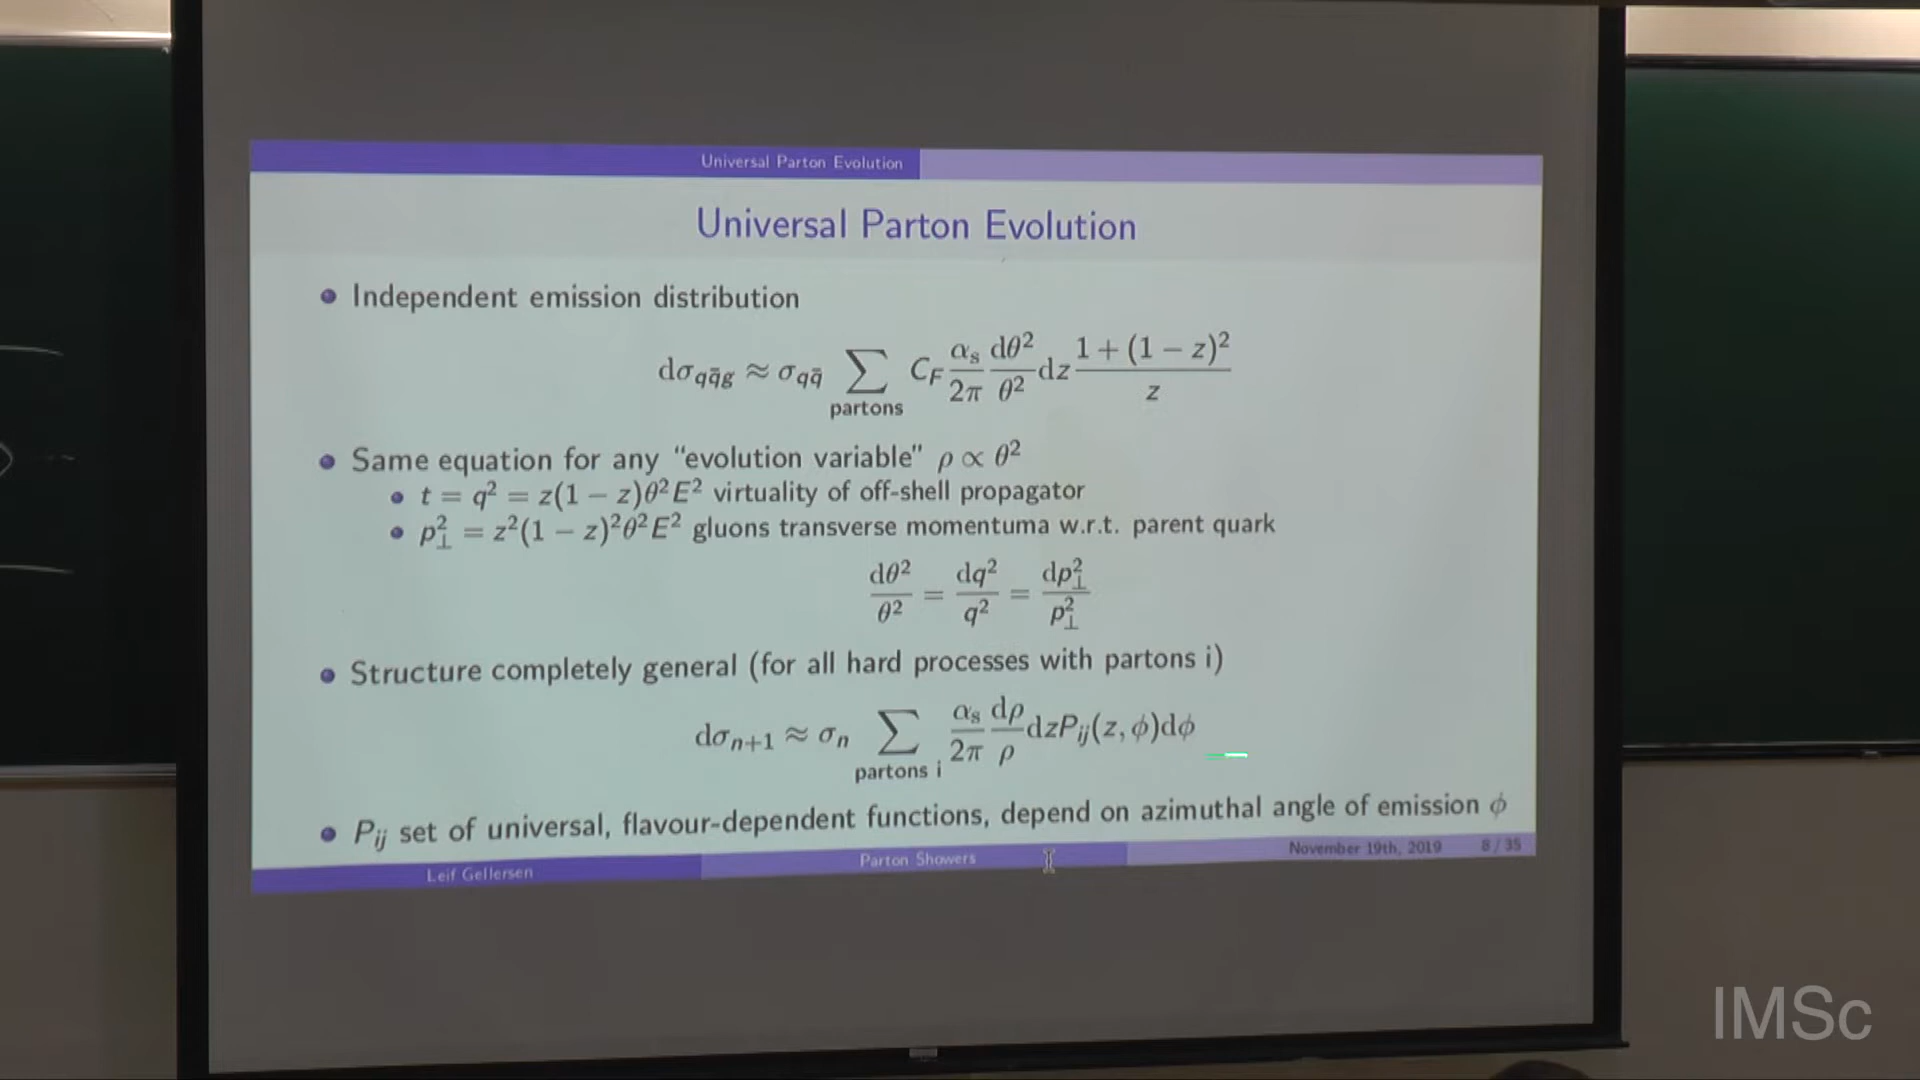 Universal Parton Evolution
Universal Parton Evolution
Independent emission distribution
dσ_{qq̄g} ≈ σ_{qq̄} ∑_{partons} C_F α_s/2π dθ²/θ² dz 1 + (1 − z)²/z
Same equation for any “evolution variable” ρ ∝ θ²
t = q² = z(1 − z)θ²E² virtuality of off-shell propagator
p⊥² = z²(1 − z)²θ²E² gluons transverse momentuma w.r.t. parent quark
dθ²/θ² = dq²/q² = dp⊥²/p⊥²
Structure completely general (for all hard processes with partons i)
dσ_{n+1} ≈ σ_n ∑_{partons i} α_s/2π dρ/ρ dzP_{ij}(z, ϕ)dϕ
P_{ij} set of universal, flavour-dependent functions, depend on azimuthal angle of emission ϕ
Leif Gellersen Parton Showers November 19th, 2019 8 / 35
IMSc